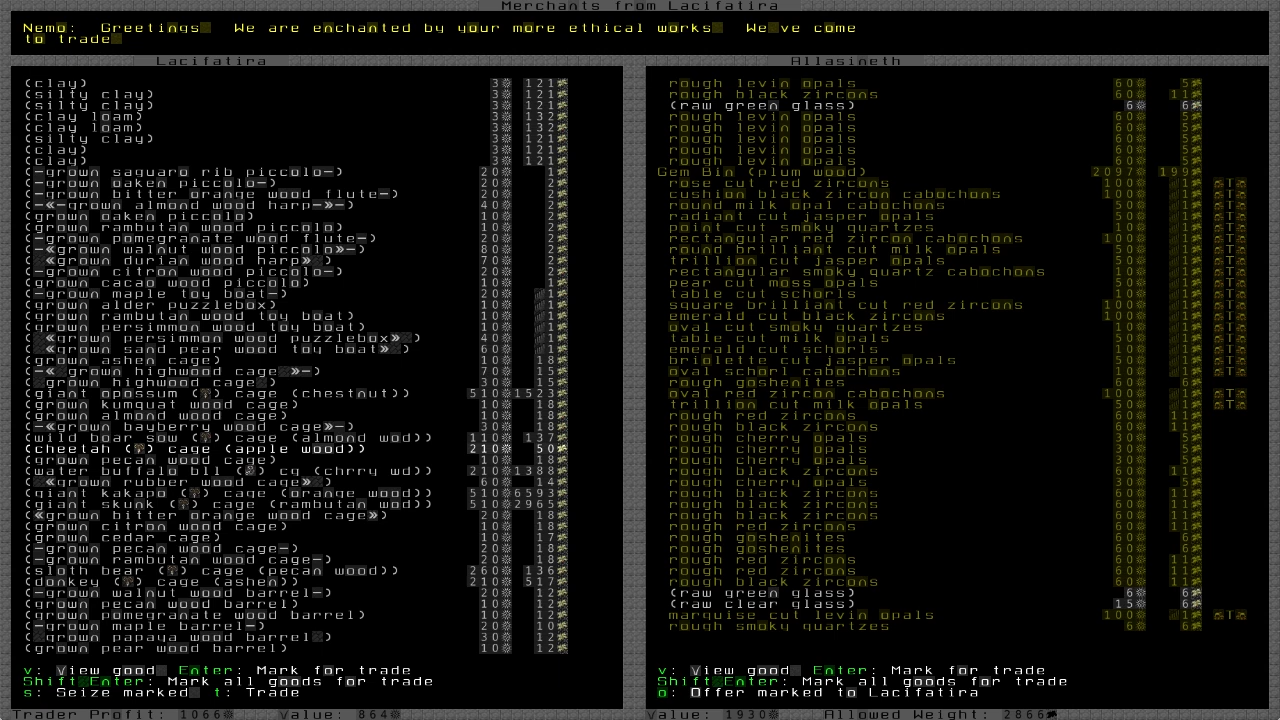 Merchants from Lacifatira
Nemo: Greetings. We are enchanted by your more ethical works. We've come
to trade.
Lacifatira
(clay) 3☼ 121
(silty clay) 3☼ 121
(silty clay) 3☼ 121
(clay loam) 3☼ 132
(clay loam) 3☼ 132
(silty clay) 3☼ 121
(clay) 3☼ 121
(clay) 3☼ 121
(-grown saguaro rib piccolo-) 20☼ 1
(-grown oaken piccolo-) 20☼ 1
(-grown bitter orange wood flute-) 20☼ 1
(-«-grown almond wood harp-»-) 40☼ 1
(grown oaken piccolo) 10☼ 1
(grown rambutan wood piccolo) 10☼ 1
(-grown pomegranate wood flute-) 20☼ 1
(-«grown walnut wood piccolo»-) 80☼ 1
( «grown durian wood harp» ) 70☼ 1
(-grown citron wood piccolo-) 20☼ 1
(grown cacao wood piccolo) 10☼ 1
(-grown maple toy boat-) 20☼ 1
(grown alder puzzlebox) 10☼ 1
(grown rambutan wood toy boat) 10☼ 1
(grown persimmon wood toy boat) 10☼ 1
( «grown persimmon wood puzzlebox» ) 40☼ 1
( «grown sand pear wood toy boat» ) 60☼ 1
(grown ashen cage) 10☼ 18
(-« grown highwood cage »-) 70☼ 15
( grown highwood cage ) 30☼ 15
(giant opossum ( ) cage (chestnut)) 510☼ 1523
(grown kumquat wood cage) 10☼ 18
(grown almond wood cage) 10☼ 18
(-«grown bayberry wood cage»-) 30☼ 18
(wild boar sow ( ) cage (almond wod)) 110☼ 137
(cheetah ( ) cage (apple wood)) 210☼ 50
(grown pecan wood cage) 10☼ 18
(water buffalo bll ( ) cg (chrry wd)) 210☼ 1388
( «grown rubber wood cage» ) 60☼ 14
(giant kakapo ( ) cage (orange wood)) 510☼ 6593
(giant skunk ( ) cage (rambutan wod)) 510☼ 2965
(«grown bitter orange wood cage») 20☼ 18
(grown citron wood cage) 10☼ 18
(grown cedar cage) 10☼ 17
(-grown pecan wood cage-) 20☼ 18
(-grown rambutan wood cage-) 20☼ 18
(sloth bear ( ) cage (pecan wood)) 260☼ 136
(donkey ( ) cage (ashen)) 210☼ 517
(-grown walnut wood barrel-) 20☼ 12
(grown pecan wood barrel) 10☼ 12
(grown pomegranate wood barrel) 10☼ 12
(-grown maple barrel-) 20☼ 10
( grown papaya wood barrel ) 30☼ 12
(grown pear wood barrel) 10☼ 12
v: View good, Enter: Mark for trade
Shift+Enter: Mark all goods for trade
s: Seize marked, t: Trade
Trader Profit: 1066☼ Value: 864☼
Allasineth
rough levin opals 60☼ 5
rough black zircons 60☼ 11
(raw green glass) 6☼ 6
rough levin opals 60☼ 5
rough levin opals 60☼ 5
rough levin opals 60☼ 5
rough levin opals 60☼ 5
rough levin opals 60☼ 5
Gem Bin (plum wood) 2097☼ 199
rose cut red zircons 100☼ 1 T
cushion black zircon cabochons 100☼ 1 T
round milk opal cabochons 50☼ 1 T
radiant cut jasper opals 50☼ 1 T
point cut smoky quartzes 10☼ 1 T
rectangular red zircon cabochons 100☼ 1 T
round brilliant cut milk opals 50☼ 1 T
trillion cut jasper opals 50☼ 1 T
rectangular smoky quartz cabochons 10☼ 1 T
pear cut moss opals 50☼ 1 T
table cut schorls 10☼ 1 T
square brilliant cut red zircons 100☼ 1 T
emerald cut black zircons 100☼ 1 T
oval cut smoky quartzes 10☼ 1 T
table cut milk opals 50☼ 1 T
emerald cut schorls 10☼ 1 T
briolette cut jasper opals 50☼ 1 T
oval schorl cabochons 10☼ 1 T
rough goshenites 6☼ 6
oval red zircon cabochons 100☼ 1 T
trillion cut milk opals 50☼ 1 T
rough red zircons 60☼ 11
rough black zircons 60☼ 11
rough cherry opals 30☼ 5
rough cherry opals 30☼ 5
rough cherry opals 30☼ 5
rough black zircons 60☼ 11
rough cherry opals 30☼ 5
rough black zircons 60☼ 11
rough black zircons 60☼ 11
rough black zircons 60☼ 11
rough red zircons 60☼ 11
rough goshenites 6☼ 6
rough goshenites 6☼ 6
rough red zircons 60☼ 11
rough red zircons 60☼ 11
rough black zircons 60☼ 11
(raw green glass) 6☼ 6
(raw clear glass) 15☼ 6
marquise cut levin opals 100☼ 1 T
rough smoky quartzes 6☼ 6
v: View good, Enter: Mark for trade
Shift+Enter: Mark all goods for trade
o: Offer marked to Lacifatira
Value: 1930☼ Allowed Weight: 2866